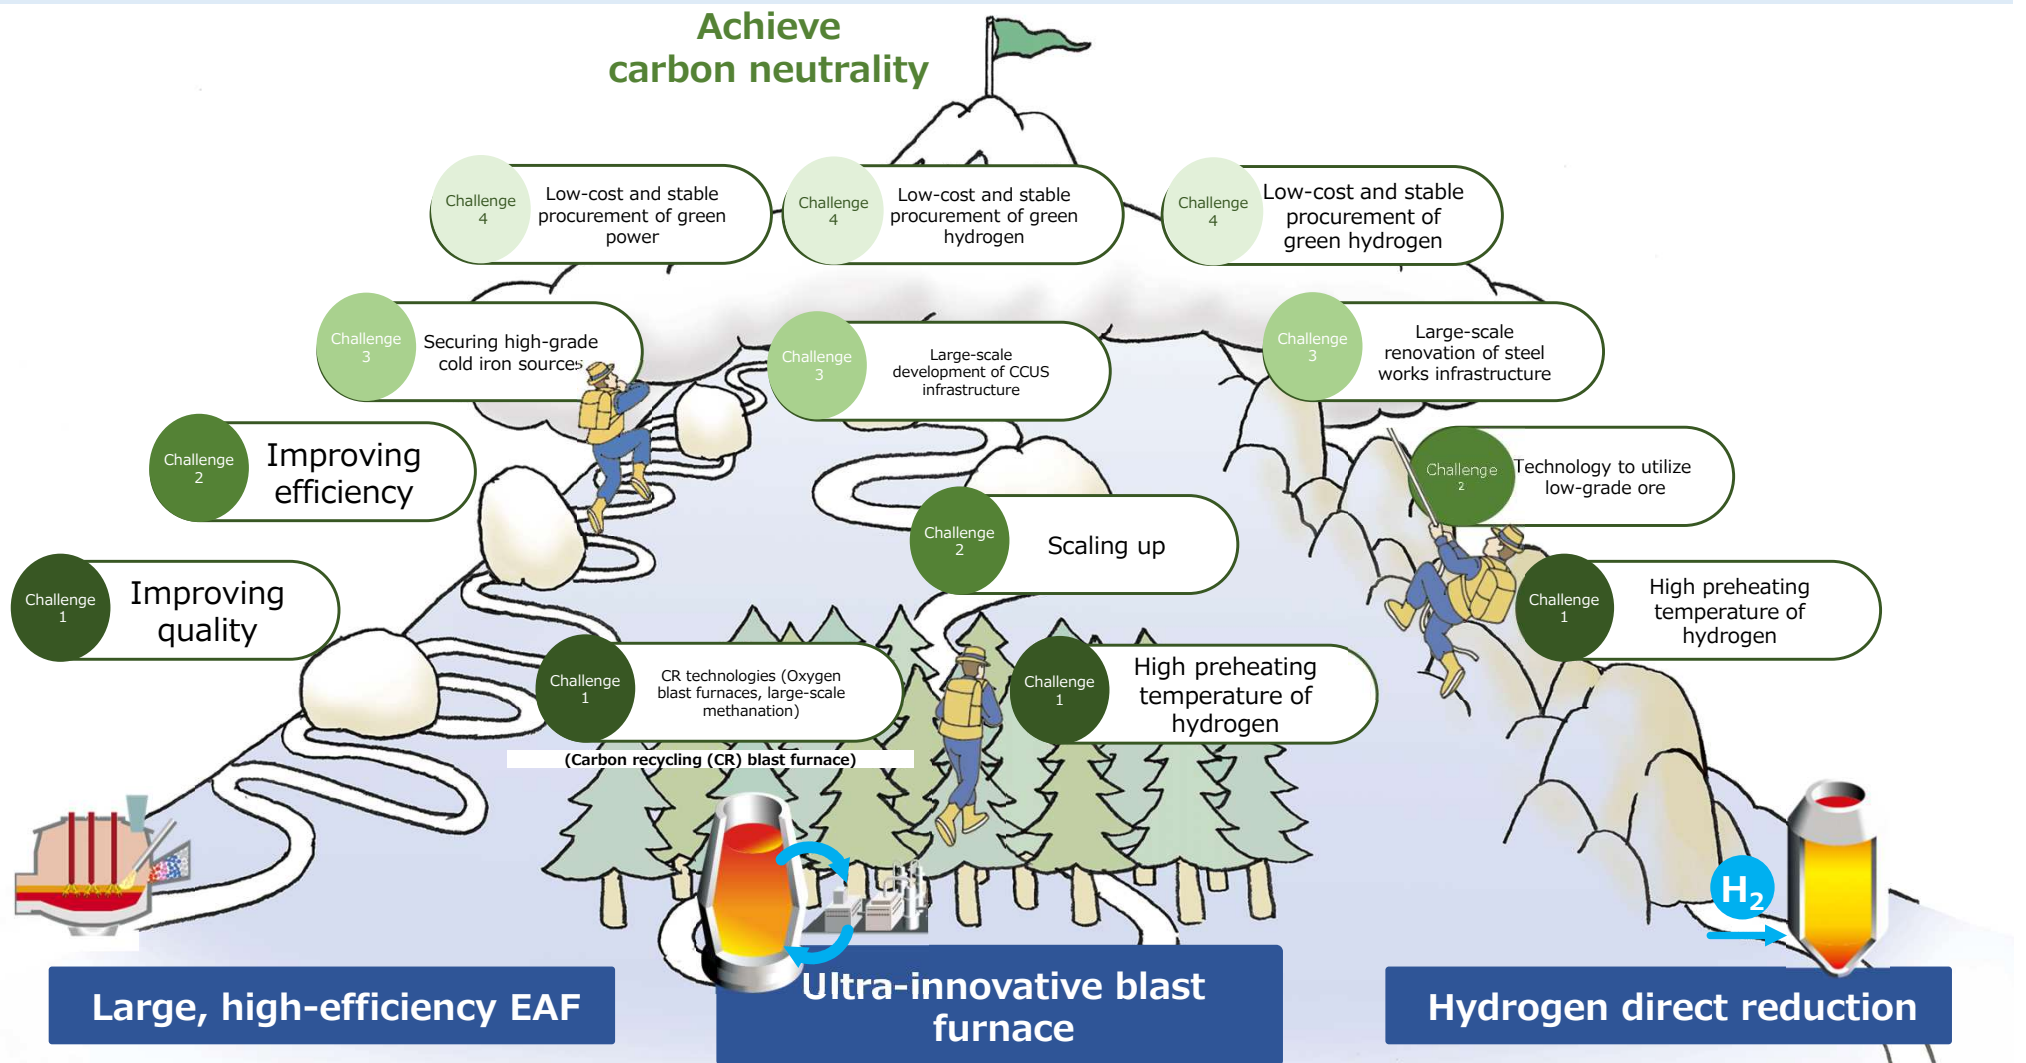 Achieve
carbon neutrality
Challenge
4
Low-cost and stable
procurement of green
power
Challenge
4
Low-cost and stable
procurement of green
hydrogen
Challenge
4
Low-cost and stable
procurement of
green hydrogen
Challenge
3
Securing high-grade
cold iron sources
Challenge
3
Large-scale
development of CCUS
infrastructure
Challenge
3
Large-scale
renovation of steel
works infrastructure
Challenge
2
Improving
efficiency
Challenge
2
Scaling up
Challenge
2
Technology to utilize
low-grade ore
Challenge
1
Improving
quality
Challenge
1
CR technologies (Oxygen
blast furnaces, large-scale
methanation)
(Carbon recycling (CR) blast furnace)
Challenge
1
High preheating
temperature of
hydrogen
Challenge
1
High preheating
temperature of
hydrogen
H2
Large, high-efficiency EAF
Ultra-innovative blast
furnace
Hydrogen direct reduction